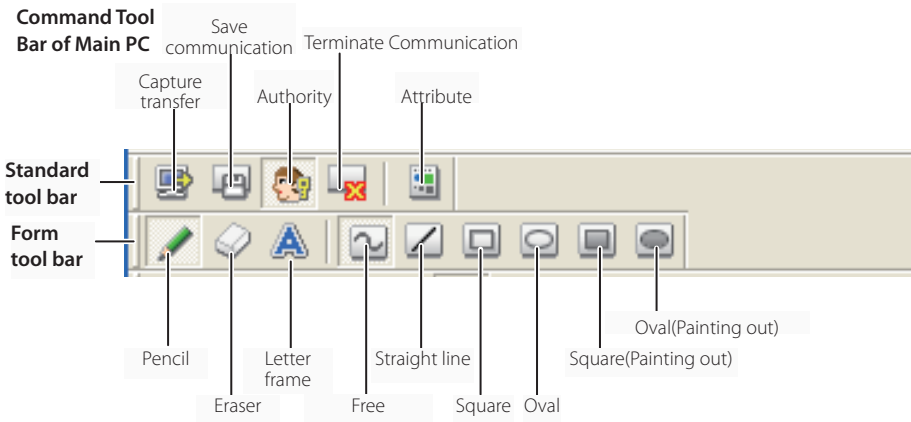 Command Tool
Bar of Main PC
Save
communication
Terminate Communication
Capture
transfer
Authority
Attribute
Standard
tool bar
Form
tool bar
Oval(Painting out)
Pencil
Letter
frame
Straight line
Square(Painting out)
Eraser
Free
Square
Oval